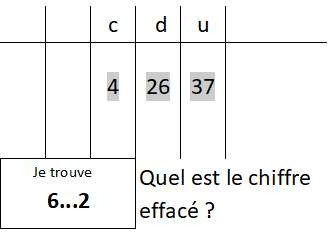 c d u
4 26 37
Je trouve
6...2
Quel est le chiffre
effacé ?